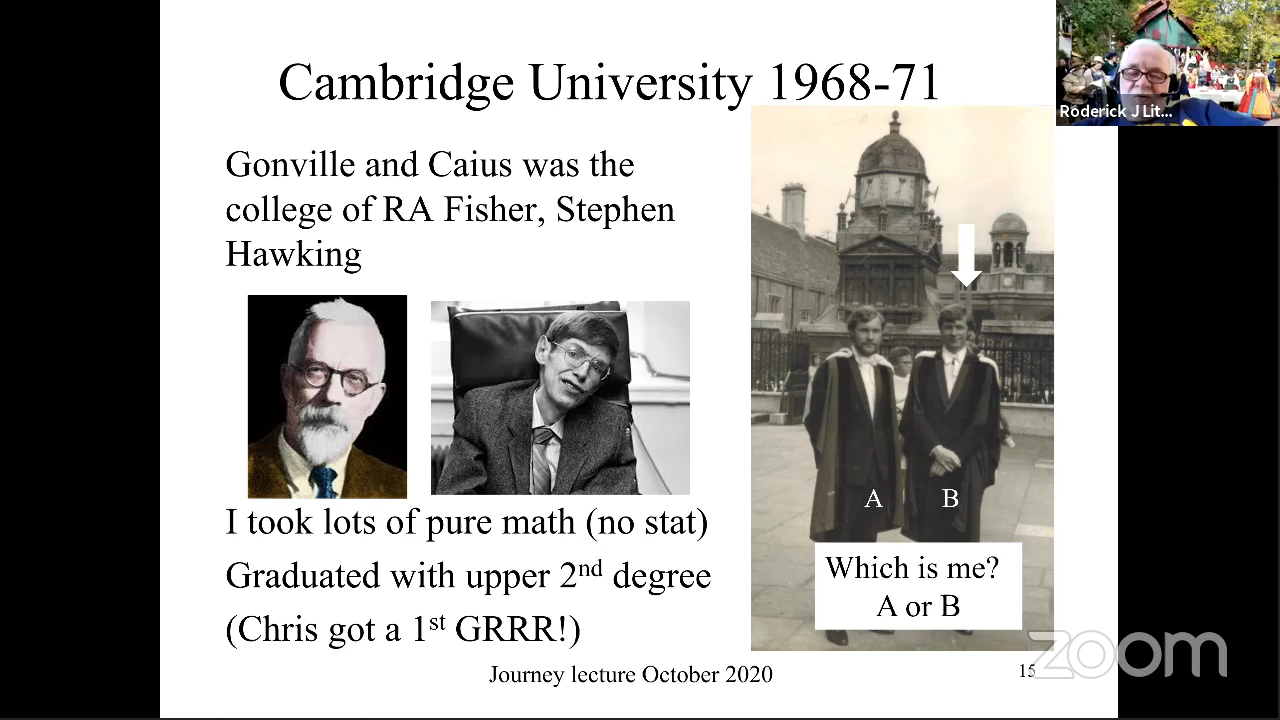 Cambridge University 1968-71
Roderick J Lit...
Gonville and Caius was the
college of RA Fisher, Stephen
Hawking
A B
I took lots of pure math (no stat)
Graduated with upper 2nd degree
(Chris got a 1st GRRR!)
Which is me?
A or B
Journey lecture October 2020
15
zoom